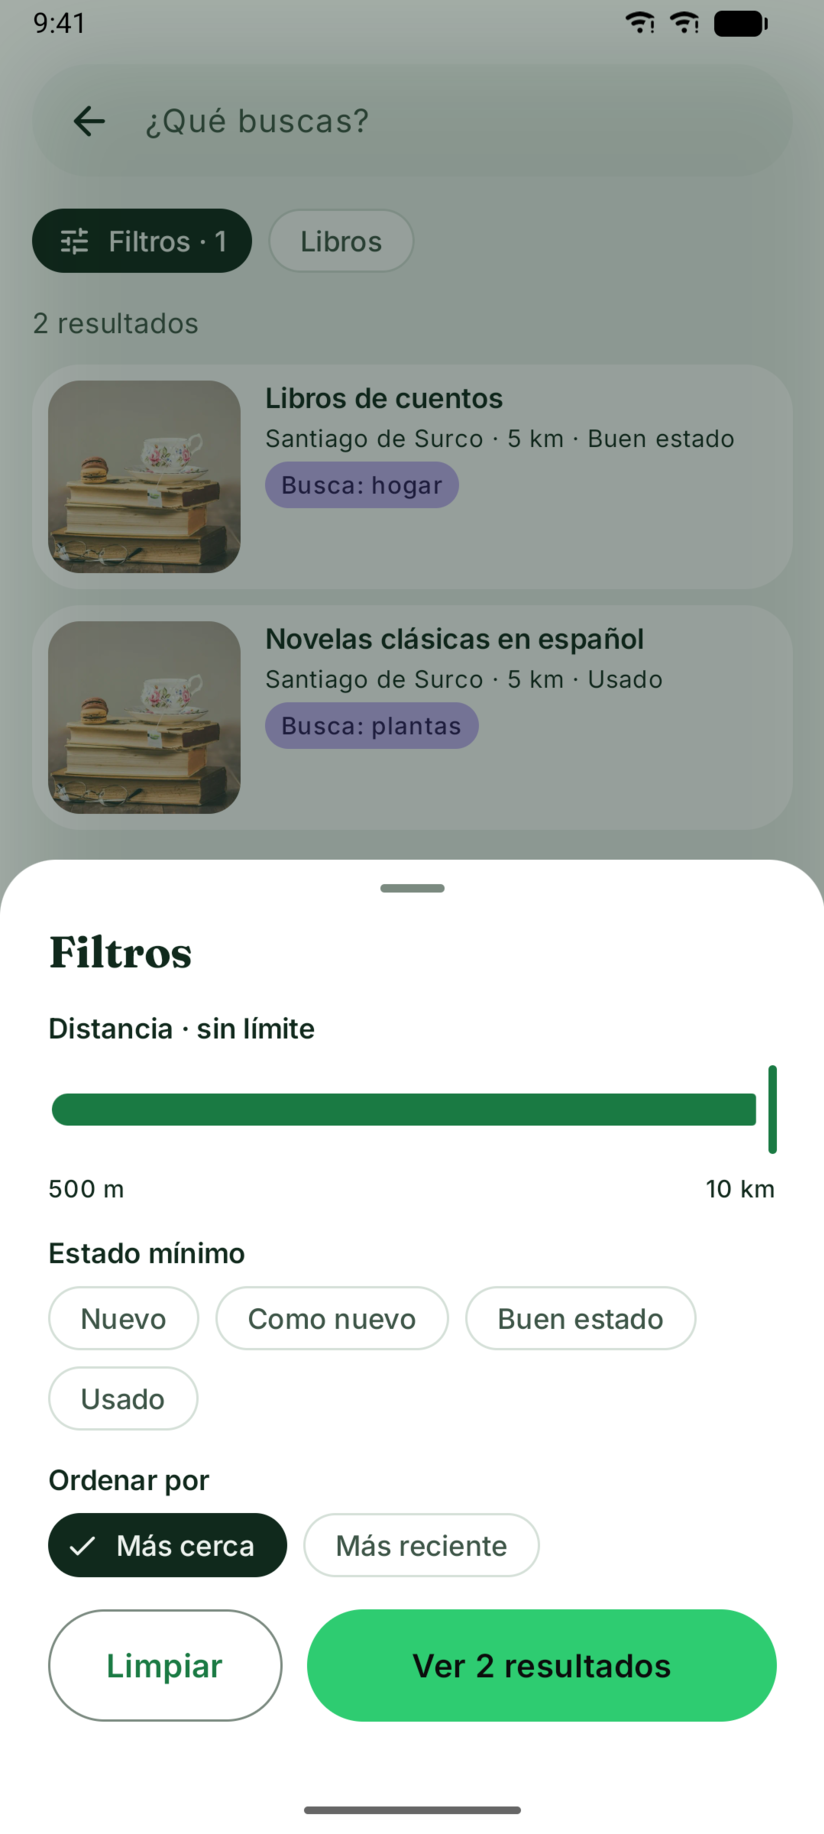 9:41
¿Qué buscas?
Filtros · 1
Libros
2 resultados
Libros de cuentos
Santiago de Surco · 5 km · Buen estado
Busca: hogar
Novelas clásicas en español
Santiago de Surco · 5 km · Usado
Busca: plantas
Filtros
Distancia · sin límite
500 m
10 km
Estado mínimo
Nuevo
Como nuevo
Buen estado
Usado
Ordenar por
Más cerca
Más reciente
Limpiar
Ver 2 resultados